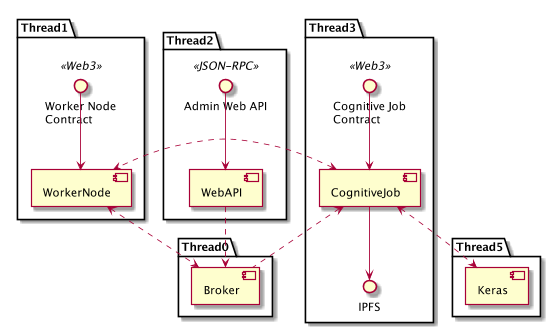 Thread1
Thread2
Thread3
«Web3»
«JSON-RPC»
«Web3»
Worker Node
Contract
Admin Web API
Cognitive Job
Contract
WorkerNode
WebAPI
CognitiveJob
Thread0
Thread5
Broker
Keras
IPFS